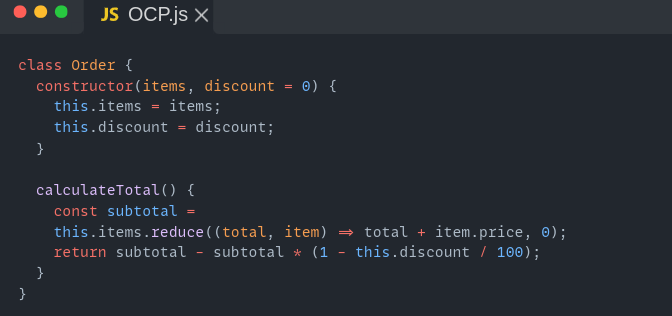 JS OCP.js
class Order {
constructor(items, discount = 0) {
this.items = items;
this.discount = discount;
}
calculateTotal() {
const subtotal =
this.items.reduce((total, item) => total + item.price, 0);
return subtotal - subtotal * (1 - this.discount / 100);
}
}